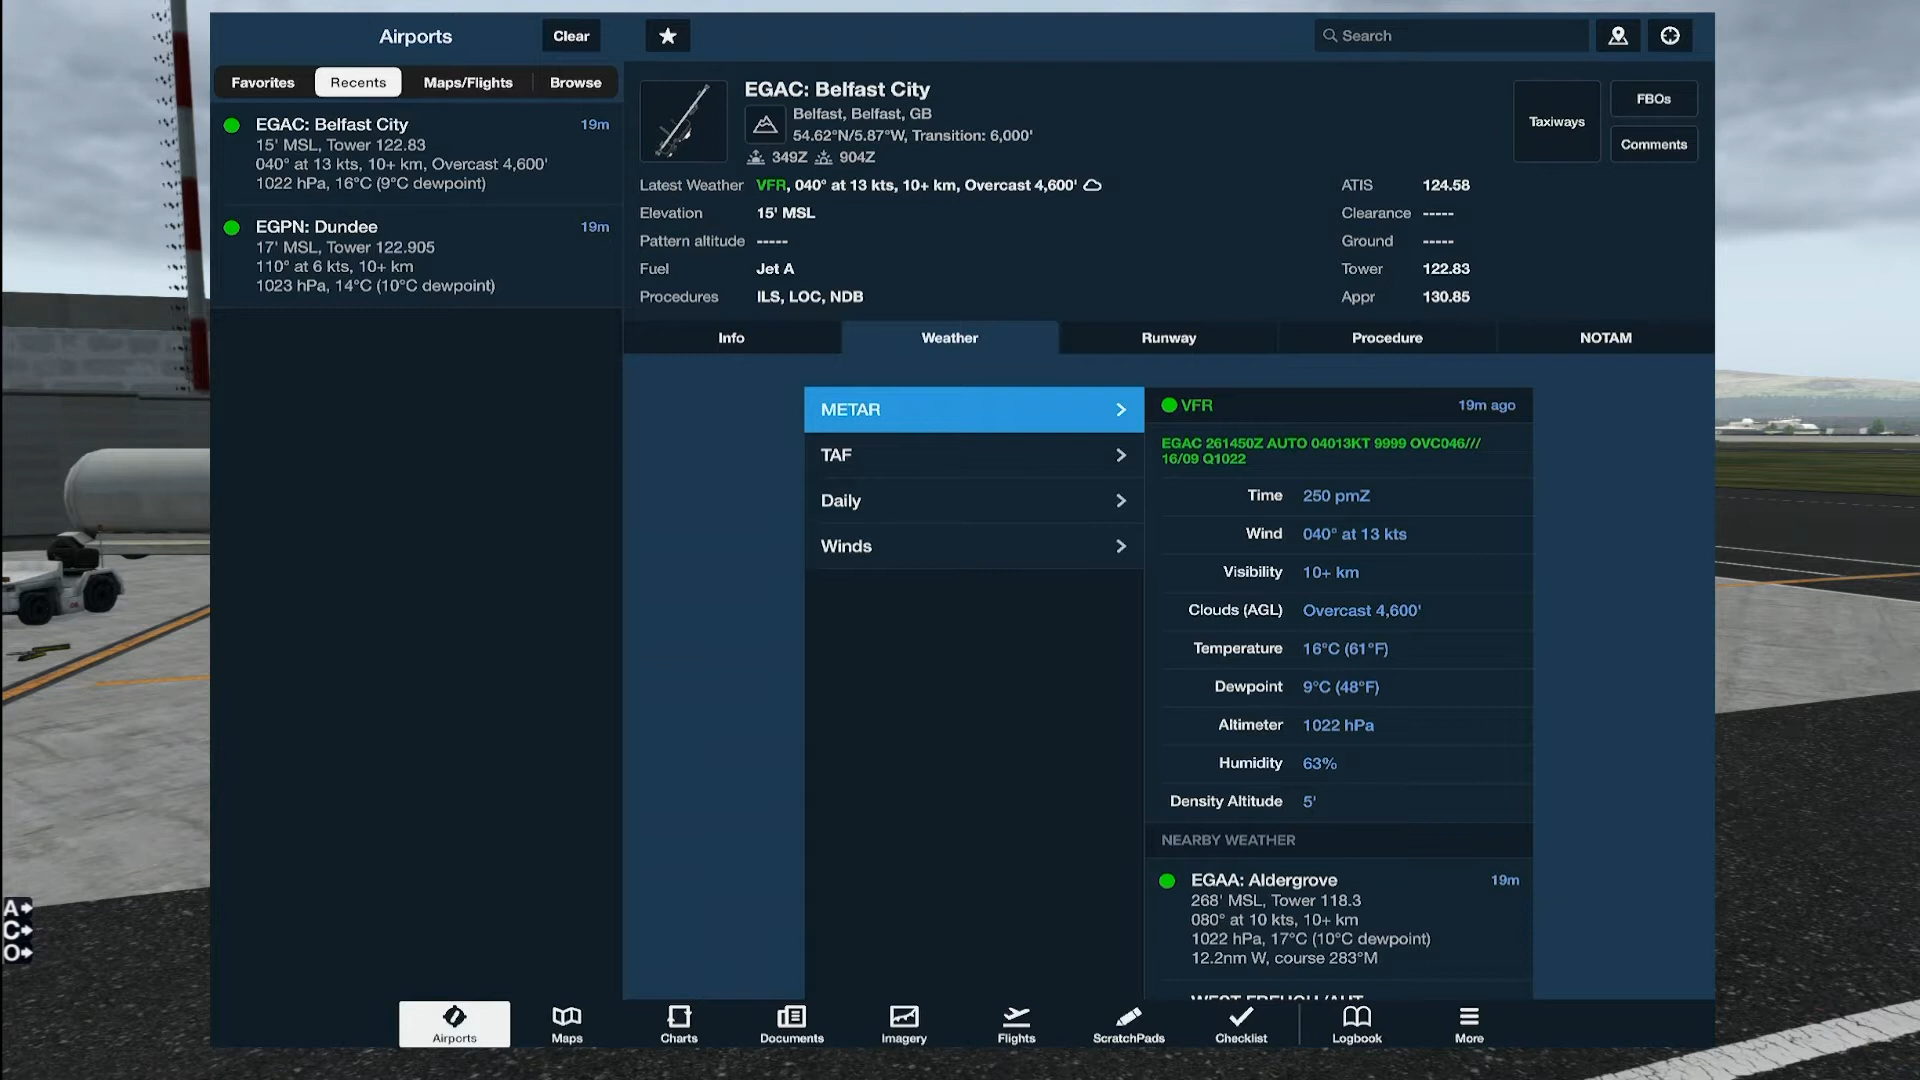 Airports
Clear
Search
Favorites
Recents
Maps/Flights
Browse
EGAC: Belfast City
19m
15' MSL, Tower 122.83
040° at 13 kts, 10+ km, Overcast 4,600'
1022 hPa, 16°C (9°C dewpoint)
EGPN: Dundee
19m
17' MSL, Tower 122.905
110° at 6 kts, 10+ km
1023 hPa, 14°C (10°C dewpoint)
EGAC: Belfast City
Belfast, Belfast, GB
54.62°N/5.87°W, Transition: 6,000'
349Z 904Z
Taxiways
FBOs
Comments
Latest Weather VFR, 040° at 13 kts, 10+ km, Overcast 4,600'
Elevation 15' MSL
Pattern altitude -----
Fuel Jet A
Procedures ILS, LOC, NDB
ATIS 124.58
Clearance -----
Ground -----
Tower 122.83
Appr 130.85
Info
Weather
Runway
Procedure
NOTAM
METAR
TAF
Daily
Winds
VFR
19m ago
EGAC 261450Z AUTO 04013KT 9999 OVC046///
16/09 Q1022
Time 250 pmZ
Wind 040° at 13 kts
Visibility 10+ km
Clouds (AGL) Overcast 4,600'
Temperature 16°C (61°F)
Dewpoint 9°C (48°F)
Altimeter 1022 hPa
Humidity 63%
Density Altitude 5'
NEARBY WEATHER
EGAA: Aldergrove
19m
268' MSL, Tower 118.3
080° at 10 kts, 10+ km
1022 hPa, 17°C (10°C dewpoint)
12.2nm W, course 283°M
A
C
O
Airports
Maps
Charts
Documents
Imagery
Flights
ScratchPads
Checklist
Logbook
More